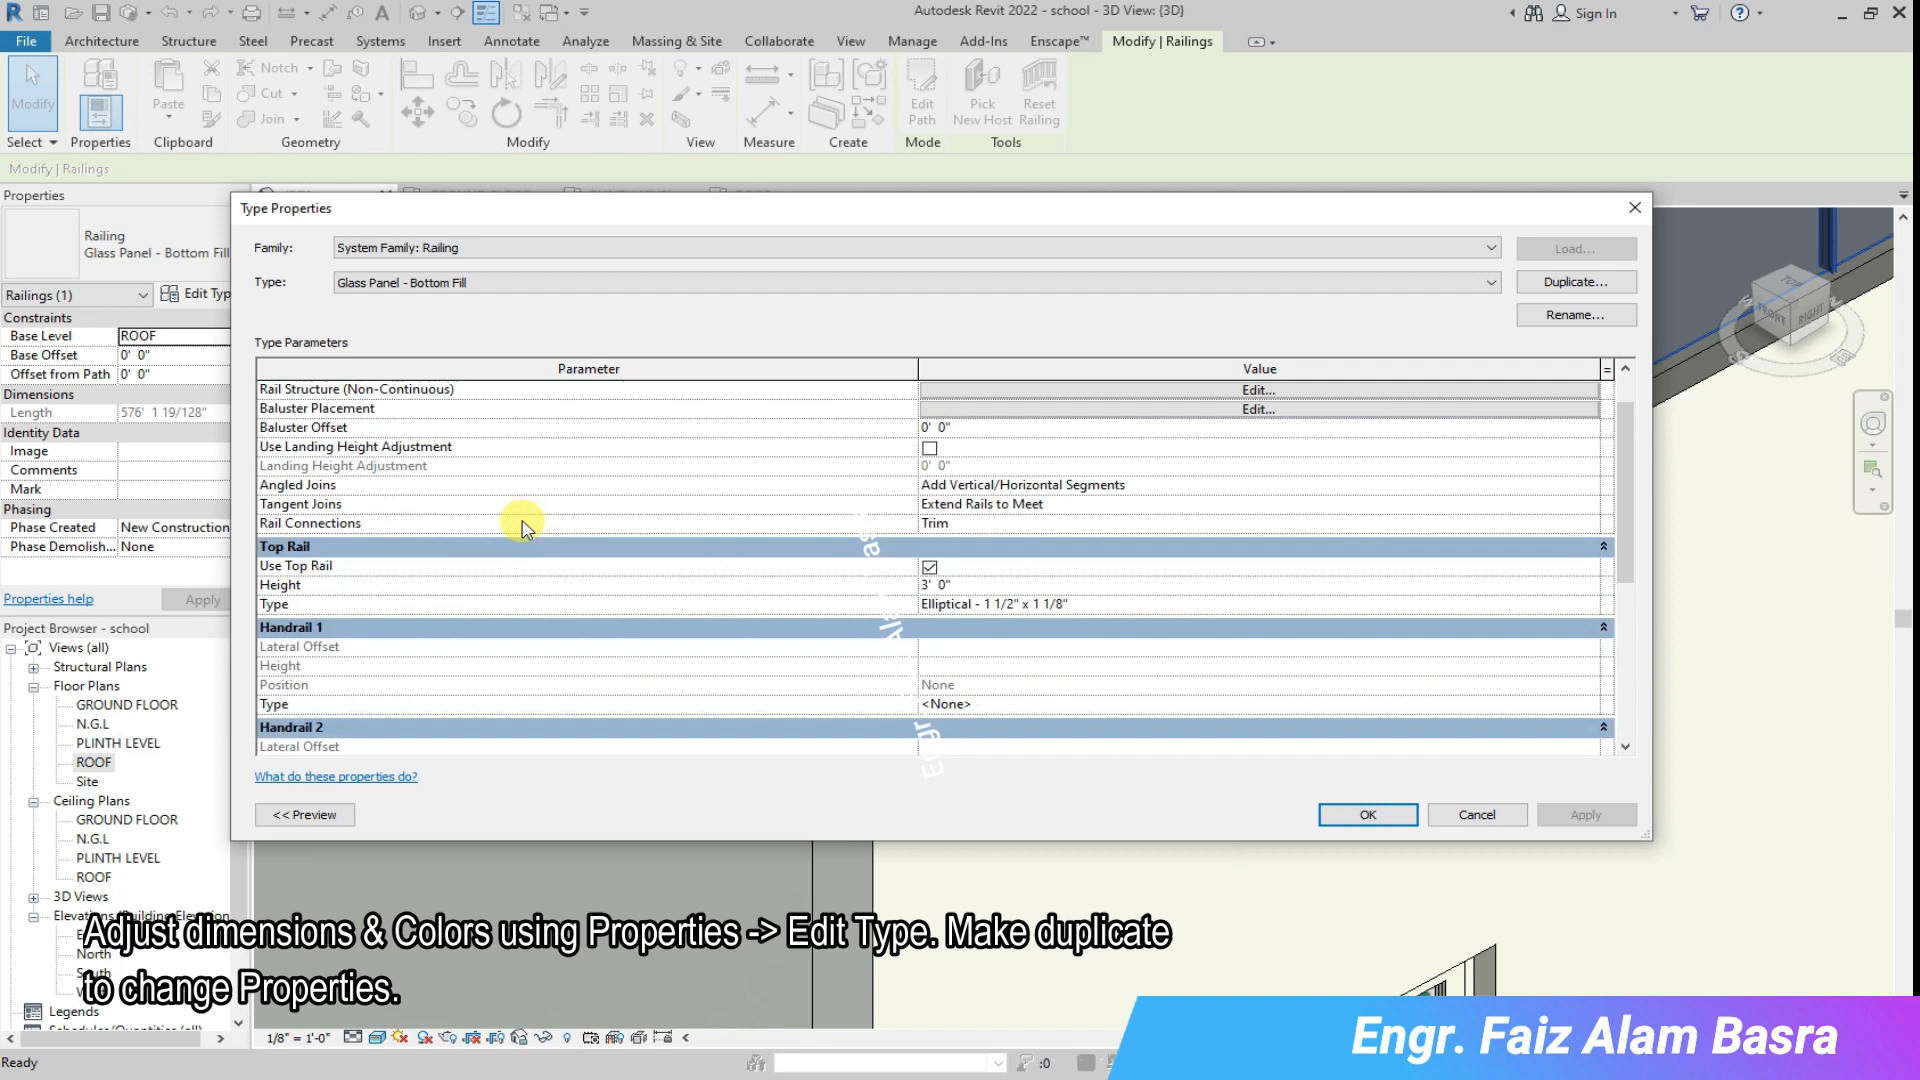 Autodesk Revit 2022 - school - 3D View: {3D}
Sign In
File Architecture Structure Steel Precast Systems Insert Annotate Analyze Massing & Site Collaborate View Manage Add-Ins Enscape™ Modify | Railings
Modify
Paste
Notch
Cut
Join
Edit Path
Pick New Host
Reset Railing
Select Properties Clipboard Geometry Modify View Measure Create Mode Tools
Modify | Railings
Properties
Railing
Glass Panel - Bottom Fill
Railings (1) Edit Typ
Constraints
Base Level ROOF
Base Offset 0' 0"
Offset from Path 0' 0"
Dimensions
Length 576' 1 19/128"
Identity Data
Image
Comments
Mark
Phasing
Phase Created New Construction
Phase Demolish... None
Properties help Apply
Project Browser - school
Views (all)
Structural Plans
Floor Plans
GROUND FLOOR
N.G.L
PLINTH LEVEL
ROOF
Site
Ceiling Plans
GROUND FLOOR
N.G.L
PLINTH LEVEL
ROOF
3D Views
Elevations (Building Elevation
North
South
Legends
Schedules/Quantities (all)
Type Properties
Family: System Family: Railing Load...
Type: Glass Panel - Bottom Fill Duplicate...
Rename...
Type Parameters
Parameter Value =
Rail Structure (Non-Continuous) Edit...
Baluster Placement Edit...
Baluster Offset 0' 0"
Use Landing Height Adjustment
Landing Height Adjustment 0' 0"
Angled Joins Add Vertical/Horizontal Segments
Tangent Joins Extend Rails to Meet
Rail Connections Trim
Top Rail
Use Top Rail
Height 3' 0"
Type Elliptical - 1 1/2" x 1 1/8"
Handrail 1
Lateral Offset
Height
Position None
Type <None>
Handrail 2
Lateral Offset
What do these properties do?
<< Preview OK Cancel Apply
TOP
FRONT
RIGHT
Engr
Adjust dimensions & Colors using Properties -> Edit Type. Make duplicate
to change Properties.
1/8" = 1'-0"
Ready :0
Engr. Faiz Alam Basra